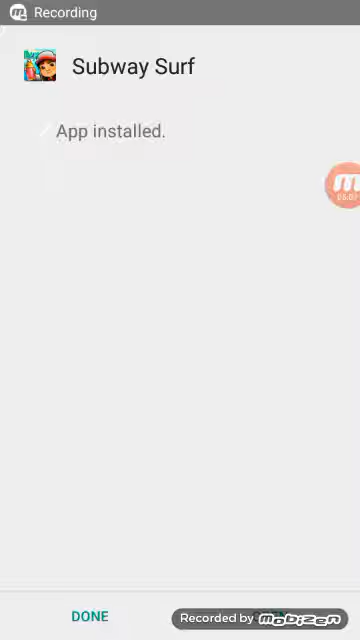 Recording
Subway Surf
App installed.
DONE
Recorded by mobizen